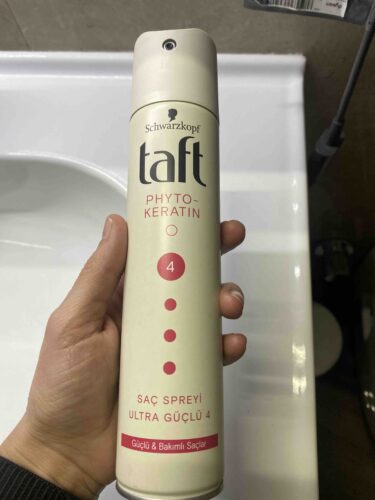 Schwarzkopf
taft
PHYTO-
KERATIN
4
SAÇ SPREYİ
ULTRA GÜÇLÜ 4
Güçlü & Bakımlı Saçlar